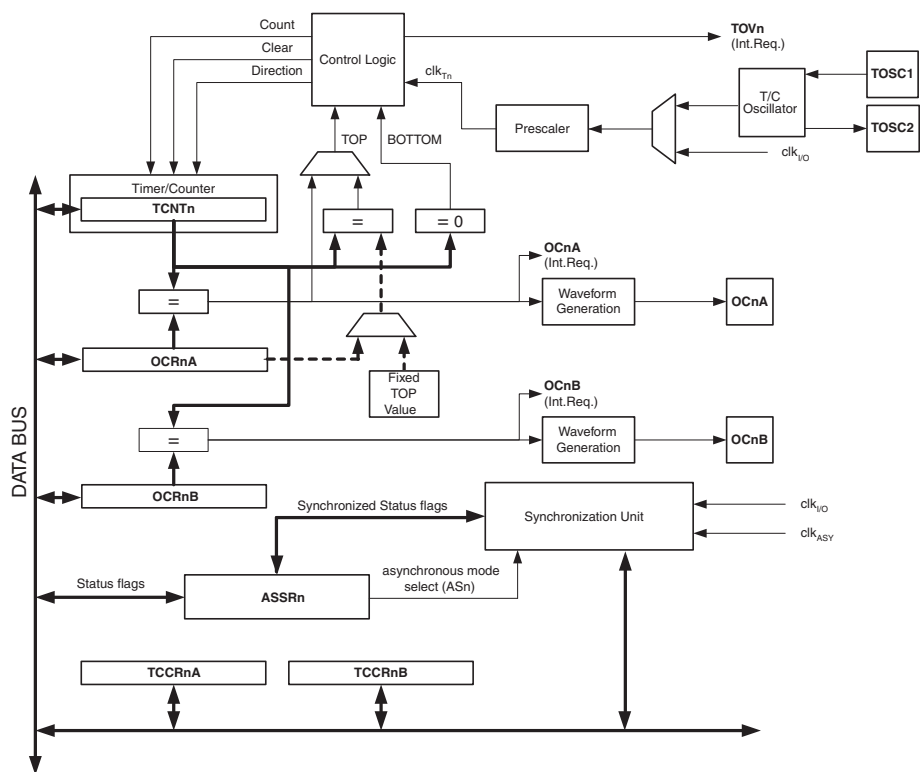 Count
Clear
Direction
Control Logic
clkTn
TOVn
(Int.Req.)
TOSC1
T/C
Oscillator
TOSC2
Prescaler
clkI/O
TOP
BOTTOM
Timer/Counter
TCNTn
=
= 0
=
OCnA
(Int.Req.)
Waveform
Generation
OCnA
OCRnA
Fixed
TOP
Value
OCnB
(Int.Req.)
=
Waveform
Generation
OCnB
OCRnB
DATA BUS
Synchronized Status flags
Synchronization Unit
clkI/O
clkASY
Status flags
ASSRn
asynchronous mode
select (ASn)
TCCRnA
TCCRnB